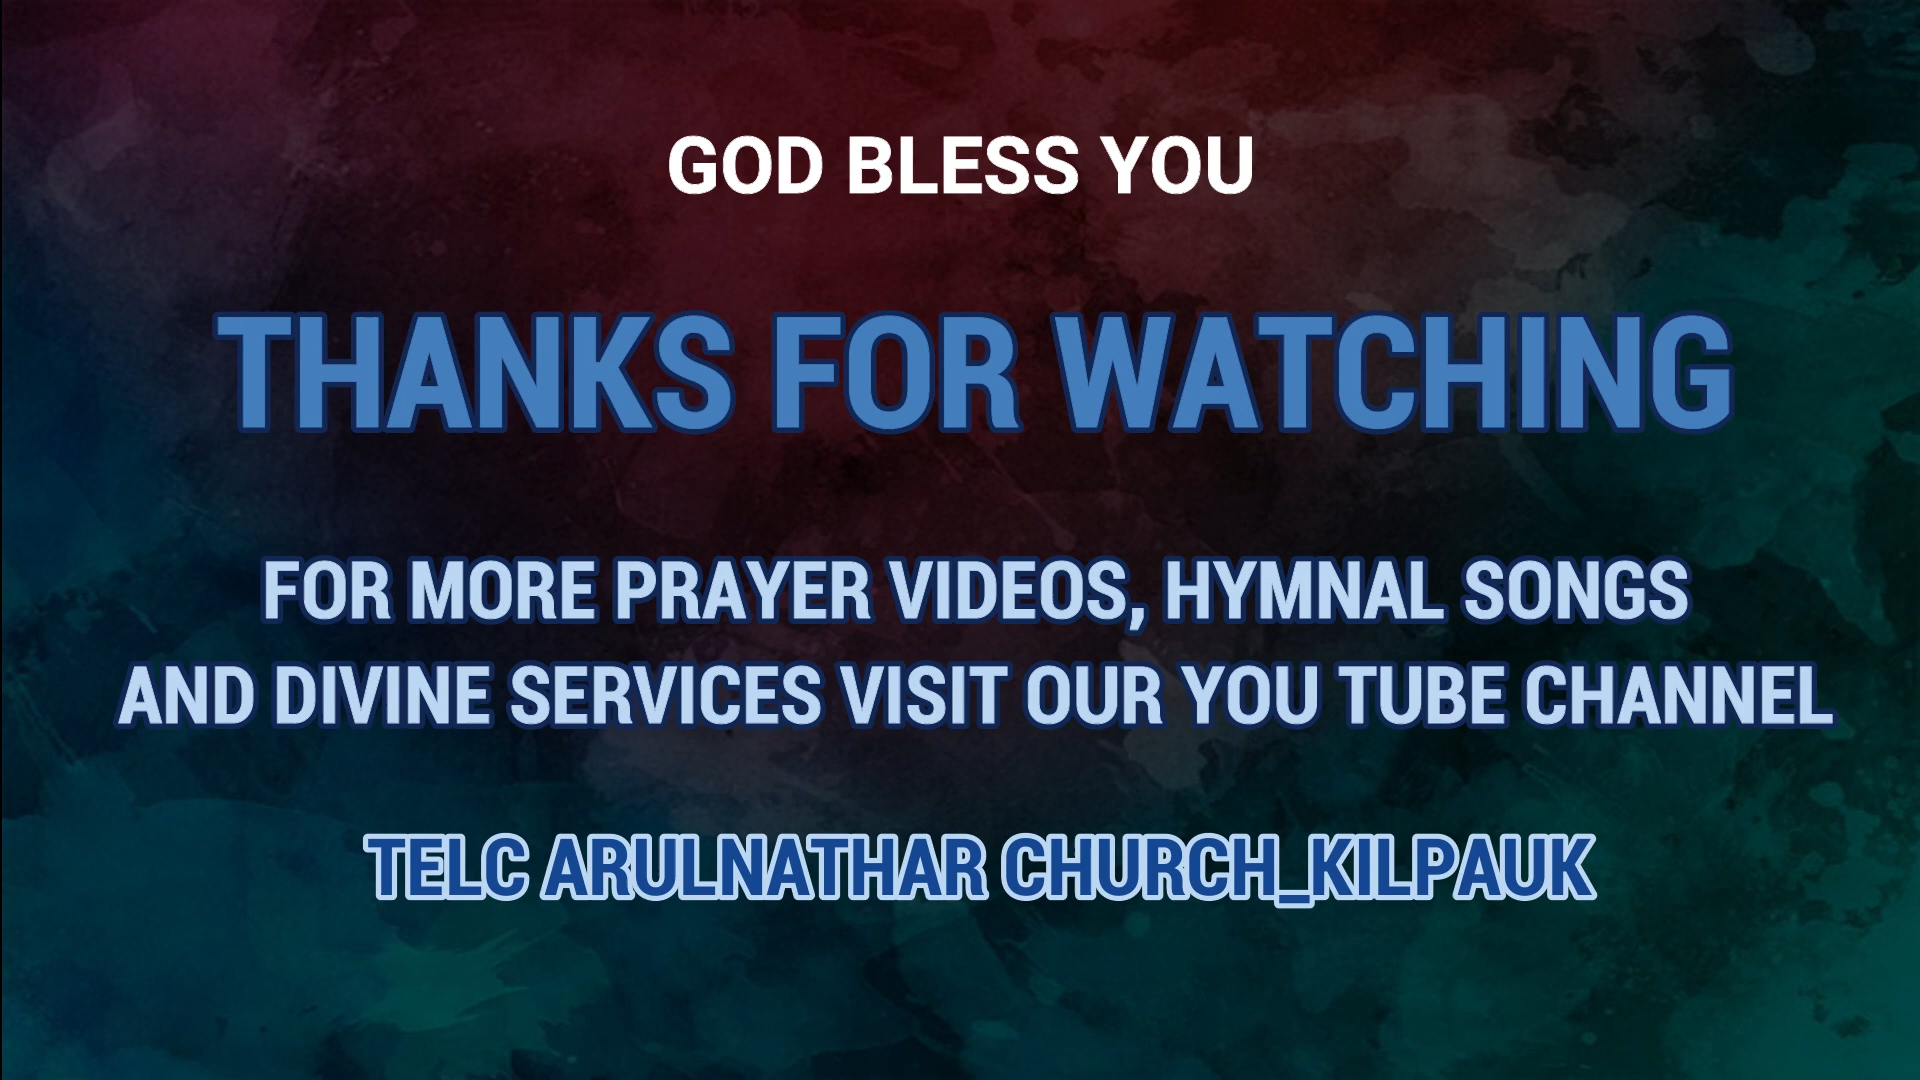 GOD BLESS YOU
THANKS FOR WATCHING
FOR MORE PRAYER VIDEOS, HYMNAL SONGS
AND DIVINE SERVICES VISIT OUR YOU TUBE CHANNEL
TELC ARULNATHAR CHURCH_KILPAUK